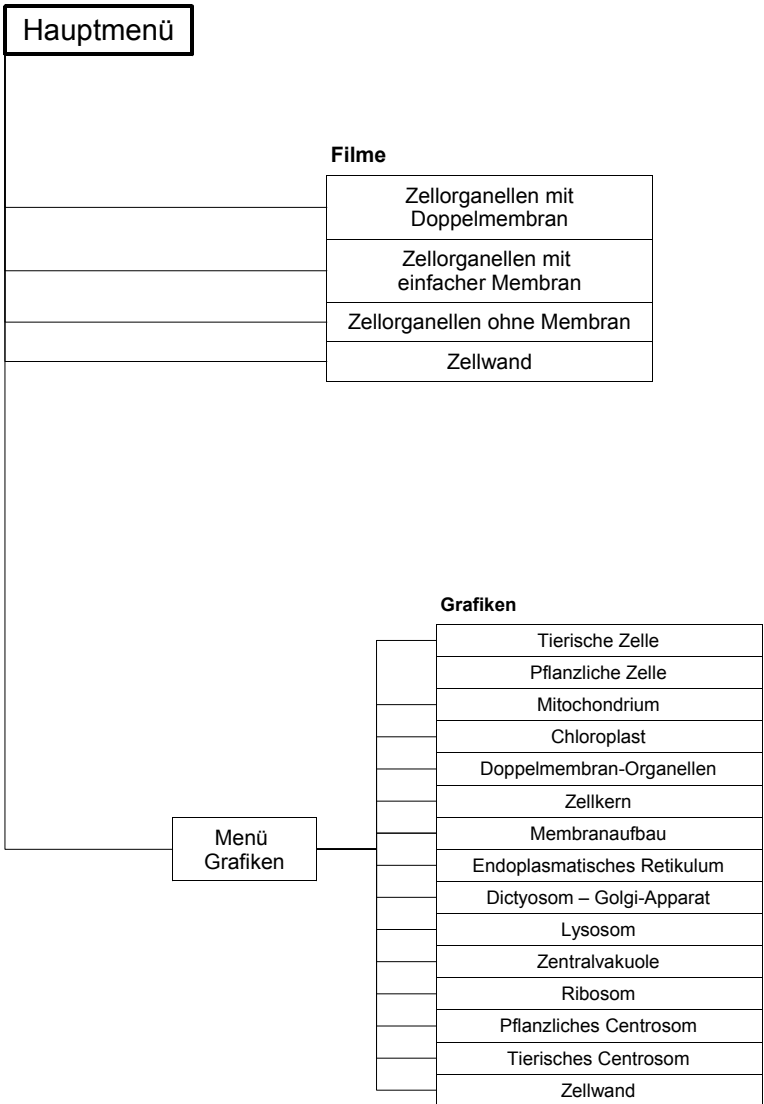 Hauptmenü
Filme
Zellorganellen mit
Doppelmembran
Zellorganellen mit
einfacher Membran
Zellorganellen ohne Membran
Zellwand
Grafiken
Tierische Zelle
Pflanzliche Zelle
Mitochondrium
Chloroplast
Doppelmembran-Organellen
Zellkern
Menü
Grafiken
Membranaufbau
Endoplasmatisches Retikulum
Dictyosom – Golgi-Apparat
Lysosom
Zentralvakuole
Ribosom
Pflanzliches Centrosom
Tierisches Centrosom
Zellwand